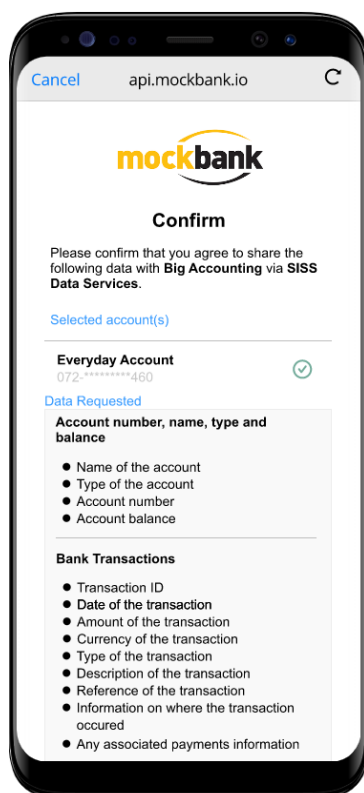 Cancel api.mockbank.io
mockbank
Confirm
Please confirm that you agree to share the
following data with Big Accounting via SISS
Data Services.
Selected account(s)
Everyday Account
072-*********460
Data Requested
Account number, name, type and
balance
● Name of the account
● Type of the account
● Account number
● Account balance
Bank Transactions
● Transaction ID
● Date of the transaction
● Amount of the transaction
● Currency of the transaction
● Type of the transaction
● Description of the transaction
● Reference of the transaction
● Information on where the transaction
occured
● Any associated payments information